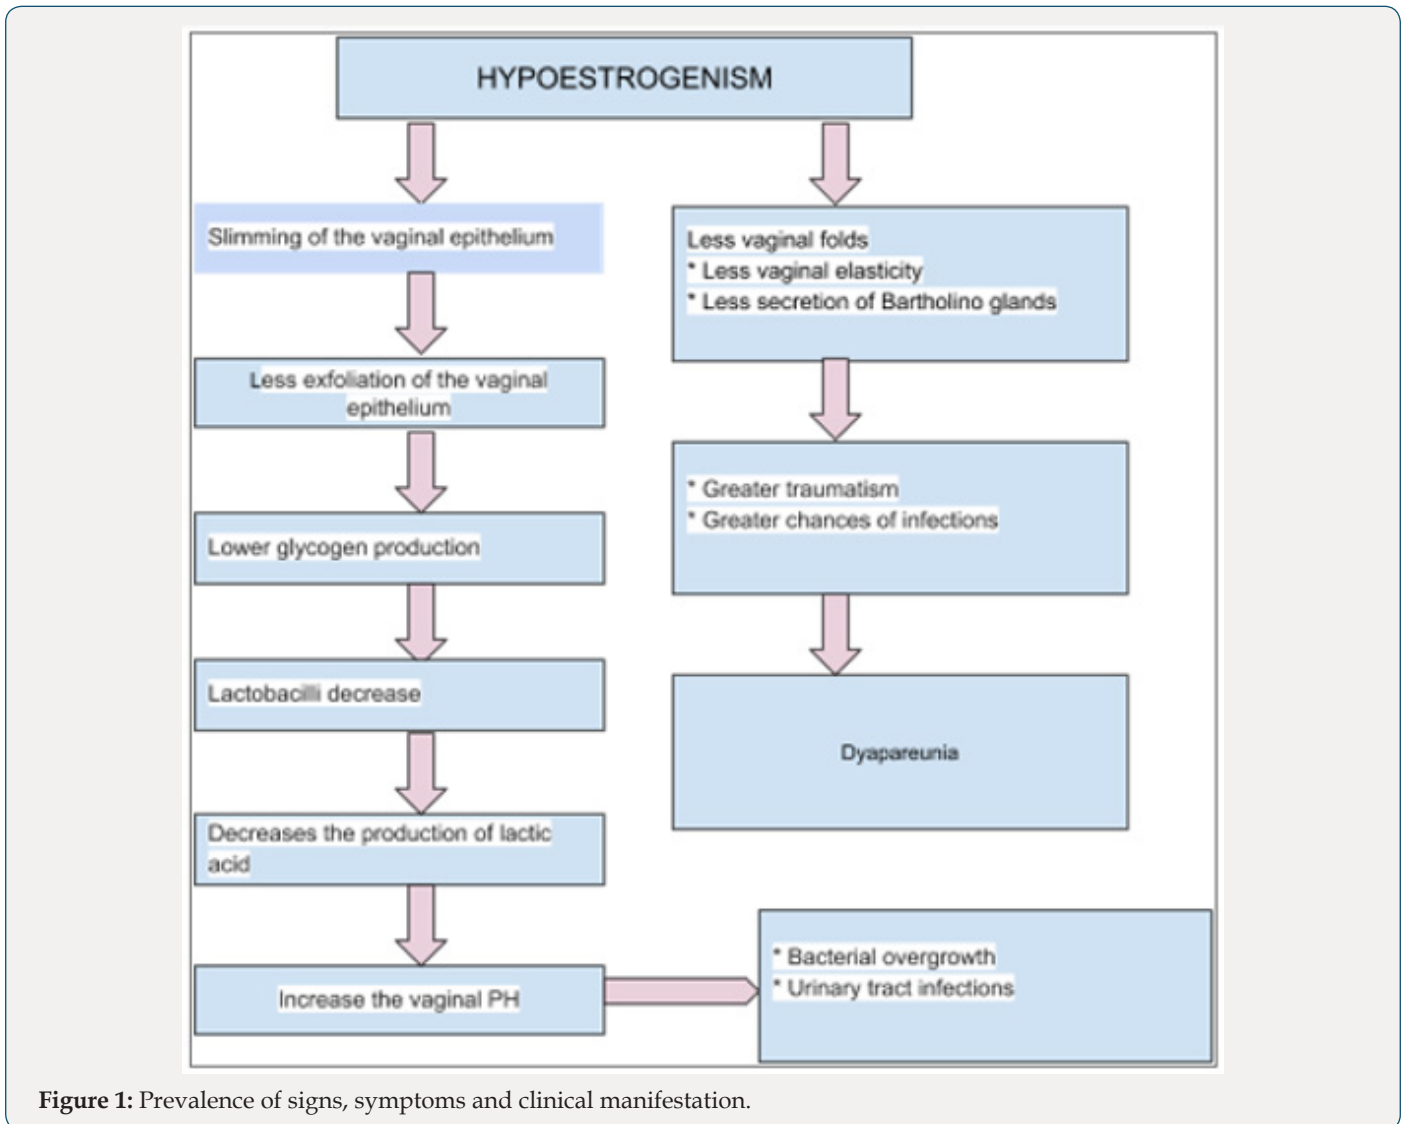 HYPOESTROGENISM
Slimming of the vaginal epithelium
Less exfoliation of the vaginal
epithelium
Lower glycogen production
Lactobacilli decrease
Decreases the production of lactic
acid
Increase the vaginal PH
Less vaginal folds
* Less vaginal elasticity
* Less secretion of Bartholino glands
* Greater traumatism
* Greater chances of infections
Dyapareunia
* Bacterial overgrowth
* Urinary tract infections
Figure 1: Prevalence of signs, symptoms and clinical manifestation.